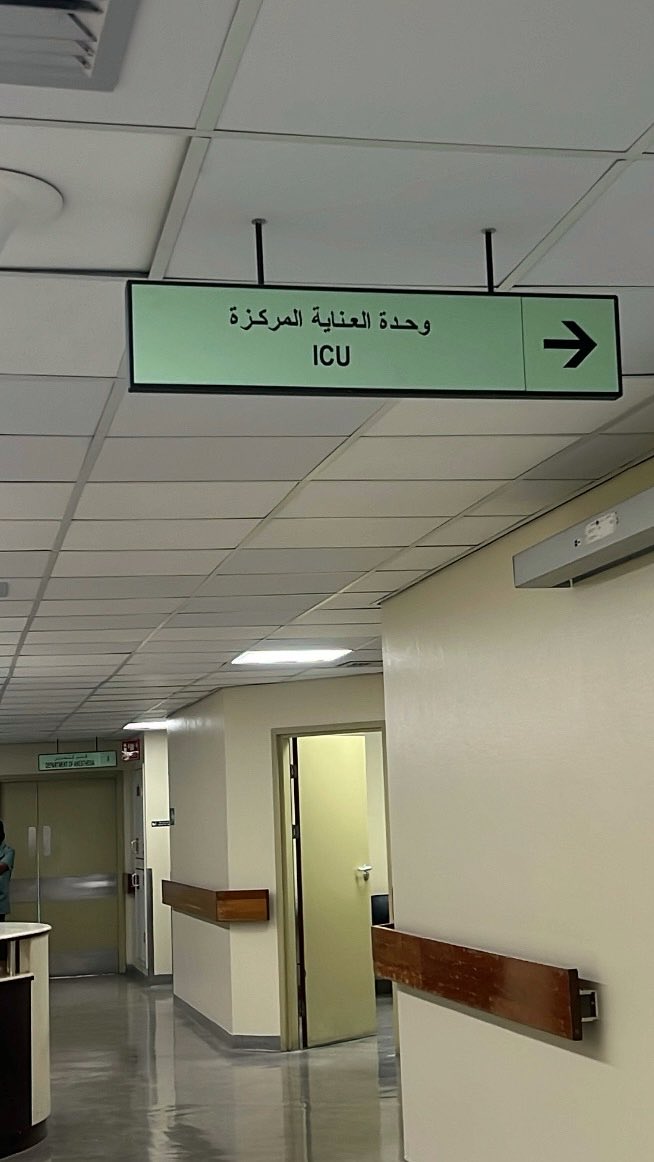 وحدة العناية المركزة
ICU
DEPARTMENT OF ANESTHESIA